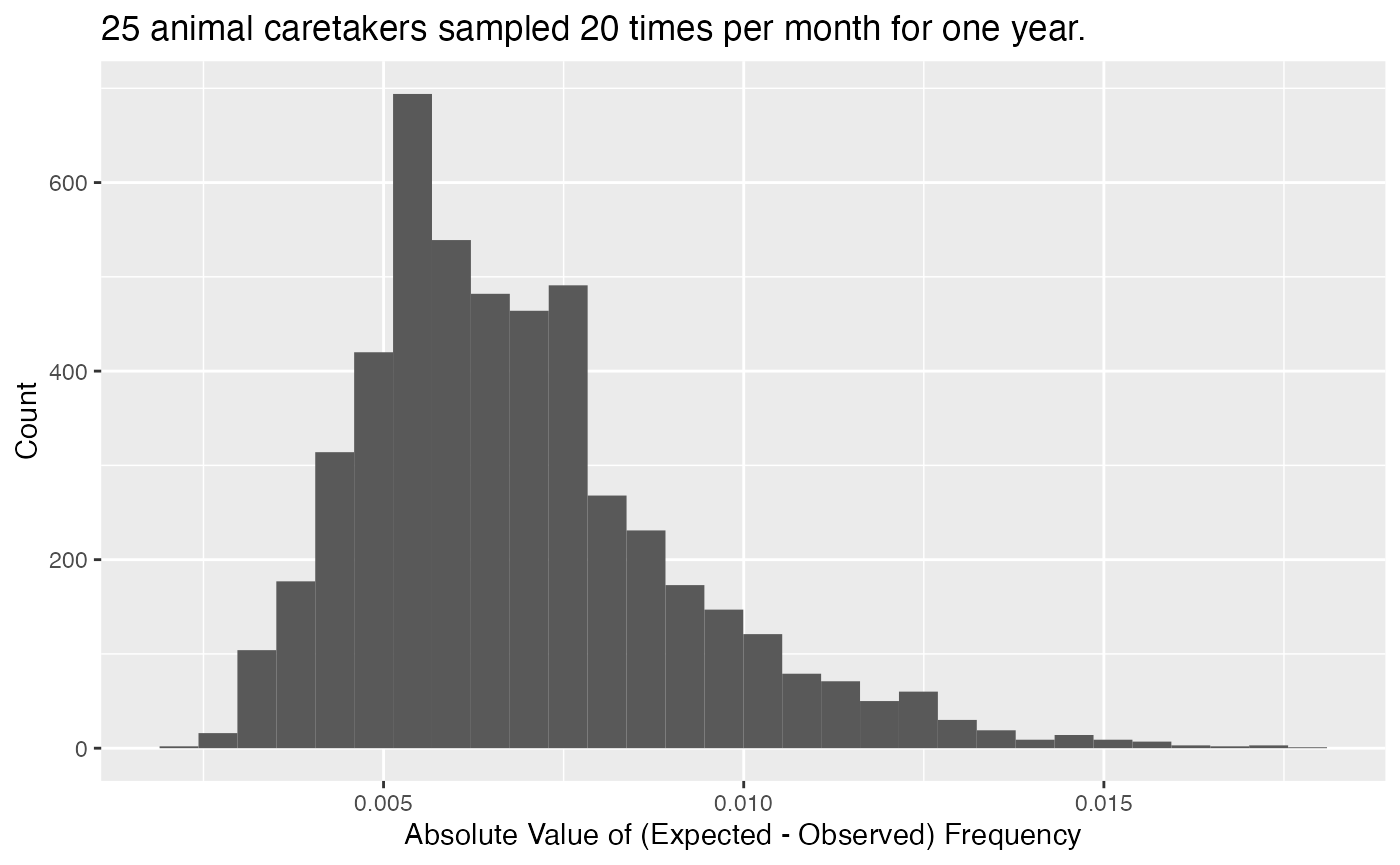 25 animal caretakers sampled 20 times per month for one year.
600
400
200
0
Count
0.005
0.010
0.015
Absolute Value of (Expected - Observed) Frequency